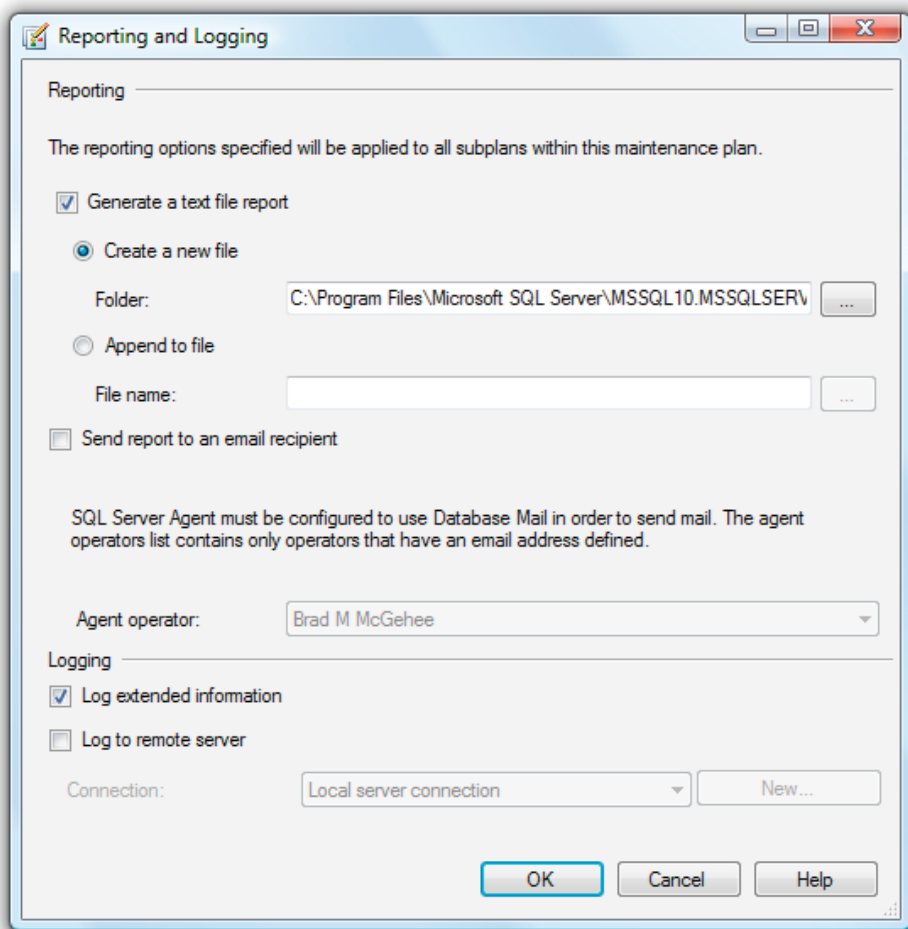 Reporting and Logging
Reporting
The reporting options specified will be applied to all subplans within this maintenance plan.
Generate a text file report
Create a new file
Folder: C:\Program Files\Microsoft SQL Server\MSSQL10.MSSQLSERV ...
Append to file
File name: ...
Send report to an email recipient
SQL Server Agent must be configured to use Database Mail in order to send mail. The agent
operators list contains only operators that have an email address defined.
Agent operator: Brad M McGehee
Logging
Log extended information
Log to remote server
Connection: Local server connection New...
OK Cancel Help